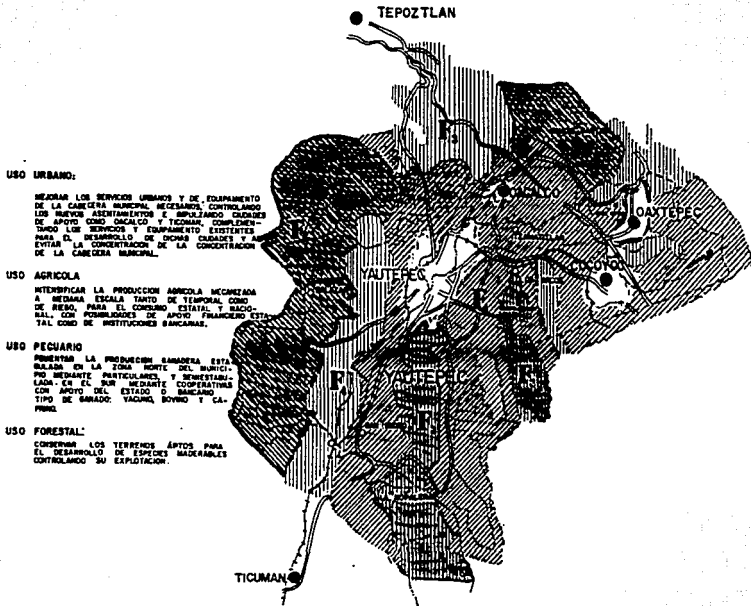 TEPOZTLAN
USO URBANO:
MEJORAR LOS SERVICIOS URBANOS Y DE EQUIPAMIENTO
DE LA CABECERA MUNICIPAL NECESARIOS, CONTROLANDO
LOS NUEVOS ASENTAMIENTOS E IMPULZANDO CIUDADES
DE APOYO COMO OACALCO Y TICOMAN, COMPLEMEN-
TANDO LOS SERVICIOS Y EQUIPAMIENTO EXISTENTES
PARA EL DESARROLLO DE DICHAS CIUDADES Y
EVITAR LA CONCENTRACION DE LA CONCENTRACION
DE LA CABECERA MUNICIPAL.
USO AGRICOLA
INTENSIFICAR LA PRODUCCION AGRICOLA MECANIZADA
A MEDIANA ESCALA TANTO DE TEMPORAL COMO
DE RIEGO, PARA EL CONSUMO ESTATAL Y NACIO-
NAL, CON POSIBILIDADES DE APOYO FINANCIERO ESTA
TAL COMO DE INSTITUCIONES BANCARIAS.
USO PECUARIO
FOMENTAR LA PRODUCCION GANADERA ESTA
BULADA EN LA ZONA NORTE DEL MUNICI-
PIO MEDIANTE PARTICULARES, Y SEMIESTABU-
LADA EN EL SUR MEDIANTE COOPERATIVAS
CON APOYO DEL ESTADO O BANCARIO
TIPO DE GANADO: VACUNO, BOVINO Y CA-
PRINO.
USO FORESTAL:
CONSERVAR LOS TERRENOS APTOS PARA
EL DESARROLLO DE ESPECIES MADERABLES
CONTROLANDO SU EXPLOTACION.
OACALCO
OAXTEPEC
YAUTEPEC
COCOYOC
YAUTEPEC
TICUMAN